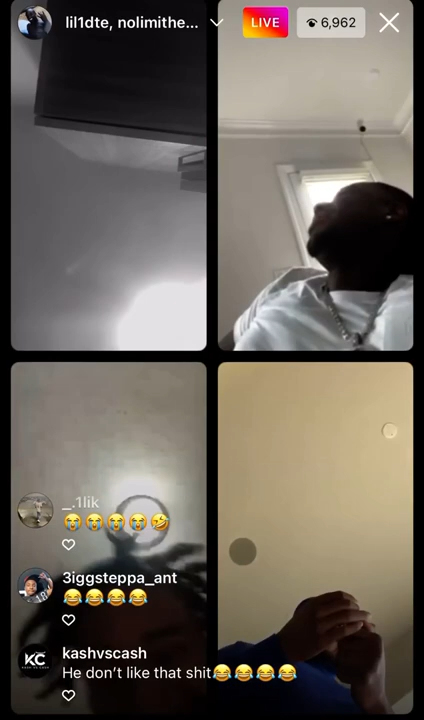 lil1dte, nolimithe...
LIVE
6,962
_.1lik
😭😭😭😭🤣
3iggsteppa_ant
😂😂😂😂
KC
kashvscash
He don't like that shit😂😂😂😂